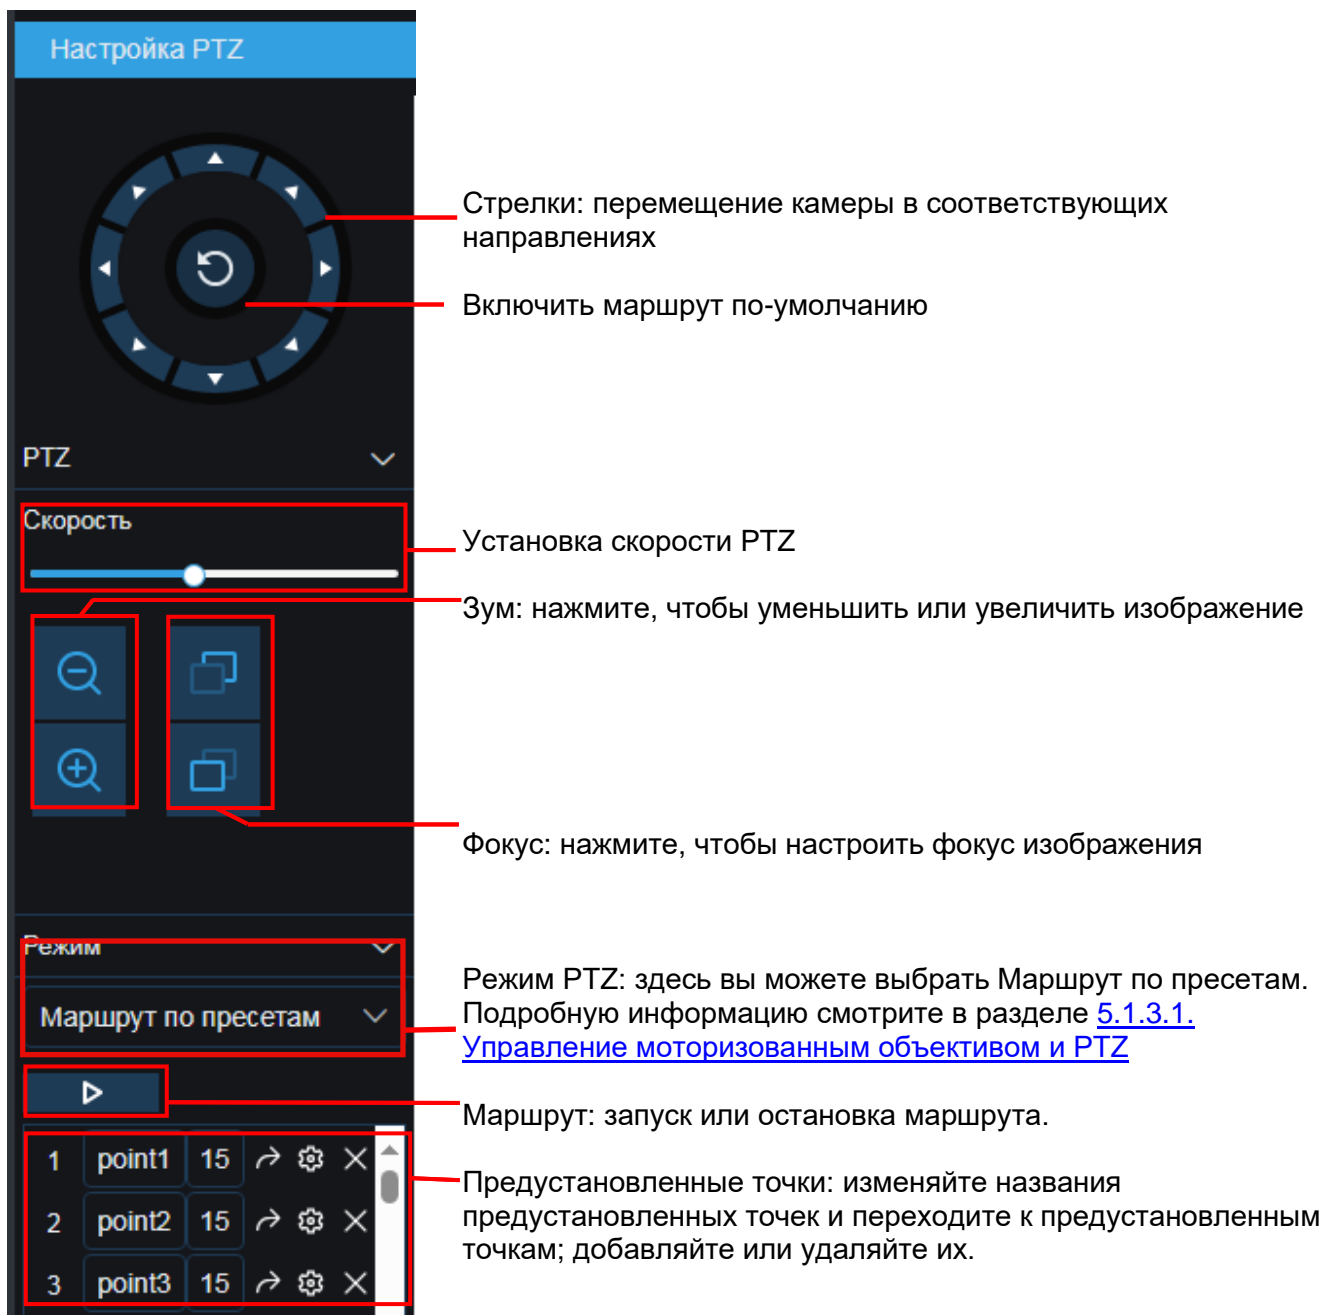 Настройка PTZ
Стрелки: перемещение камеры в соответствующих
направлениях
Включить маршрут по-умолчанию
PTZ
Скорость
Установка скорости PTZ
Зум: нажмите, чтобы уменьшить или увеличить изображение
Фокус: нажмите, чтобы настроить фокус изображения
Режим
Маршрут по пресетам
Режим PTZ: здесь вы можете выбрать Маршрут по пресетам.
Подробную информацию смотрите в разделе 5.1.3.1.
Управление моторизованным объективом и PTZ
Маршрут: запуск или остановка маршрута.
1 point1 15
2 point2 15
3 point3 15
Предустановленные точки: изменяйте названия
предустановленных точек и переходите к предустановленным
точкам; добавляйте или удаляйте их.